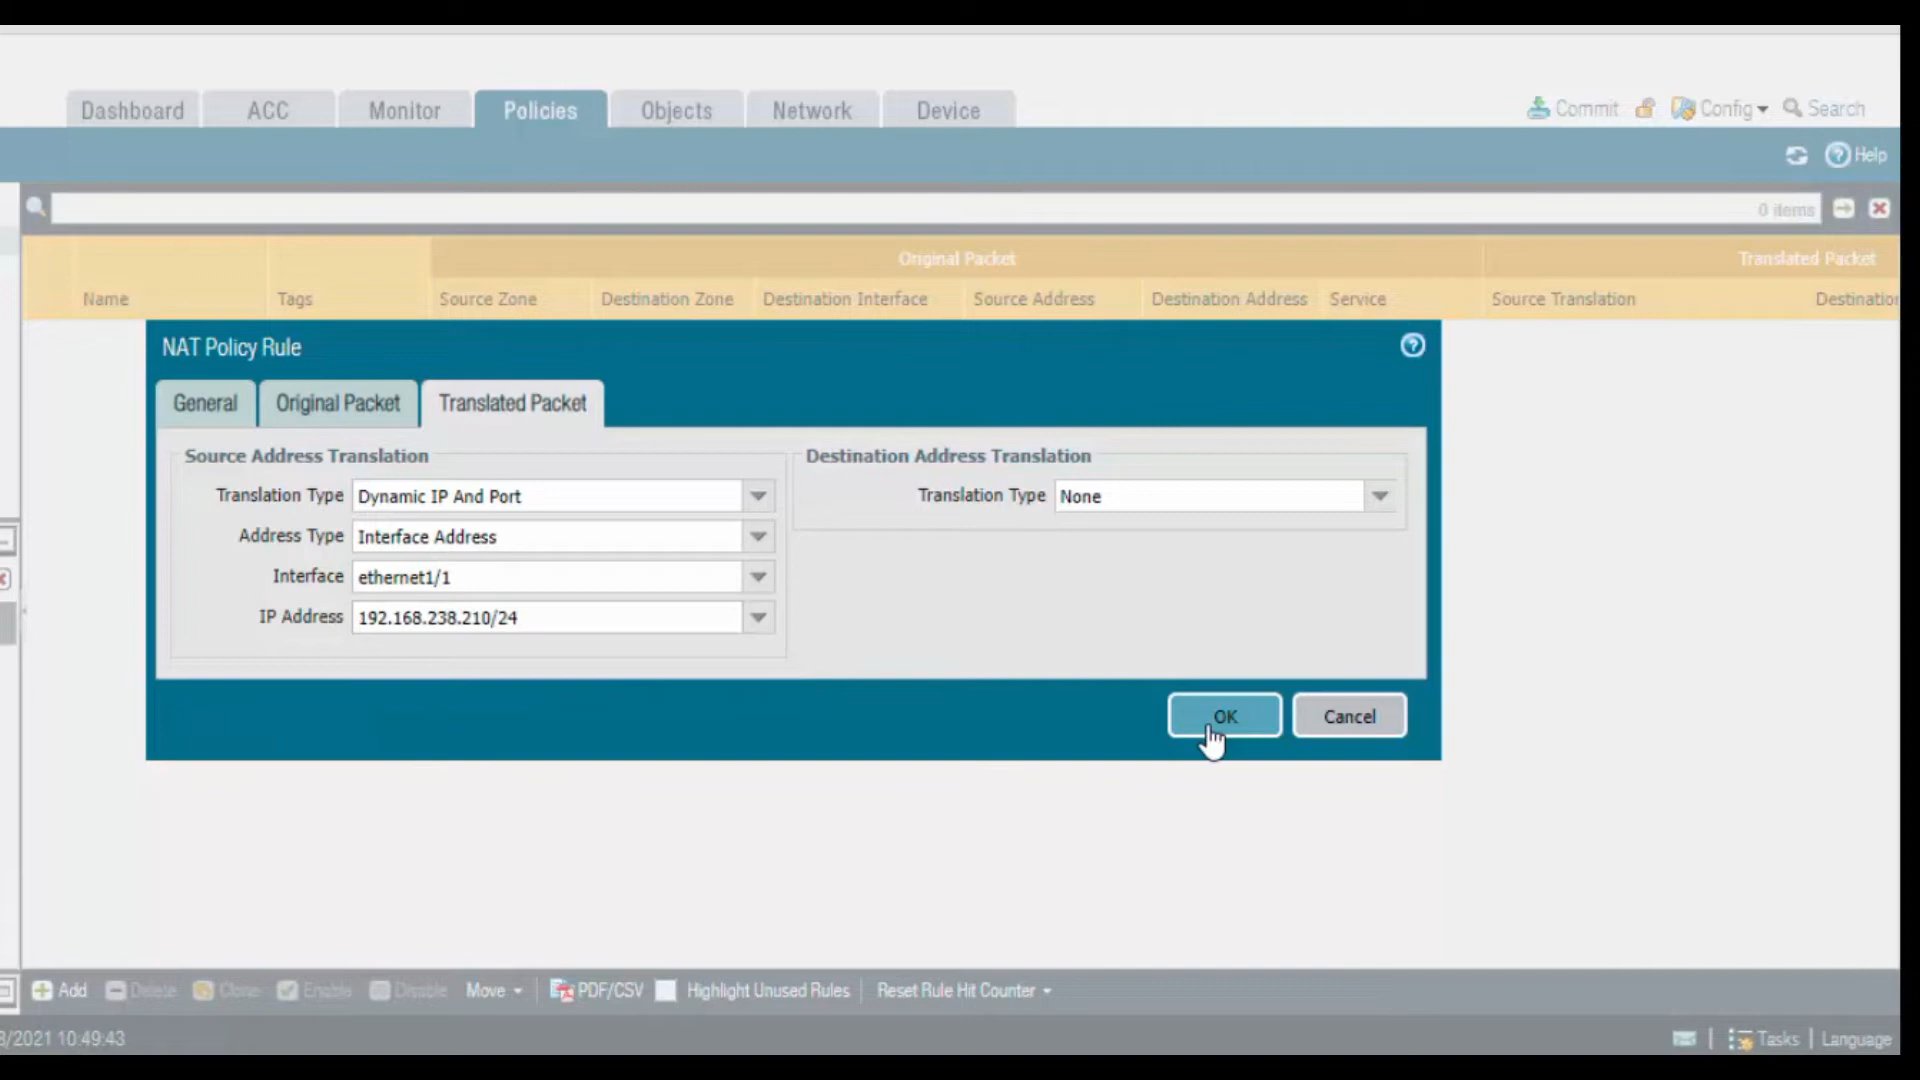 Dashboard ACC Monitor Policies Objects Network Device Commit Config Search
Help
0 items
Original Packet Translated Packet
Name Tags Source Zone Destination Zone Destination Interface Source Address Destination Address Service Source Translation Destination
NAT Policy Rule
General Original Packet Translated Packet
Source Address Translation Destination Address Translation
Translation Type Dynamic IP And Port Translation Type None
Address Type Interface Address
Interface ethernet1/1
IP Address 192.168.238.210/24
OK Cancel
Add Delete Clone Enable Disable Move PDF/CSV Highlight Unused Rules Reset Rule Hit Counter
8/2021 10:49:43 Tasks Language